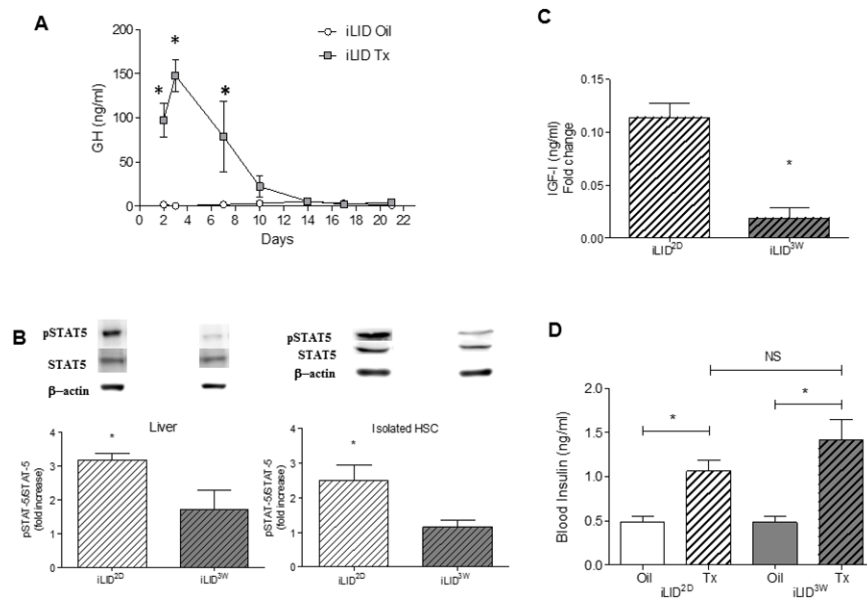 A
iLID Oil
iLID Tx
GH (ng/ml)
200
150
100
50
0
* * *
0 2 4 6 8 10 12 14 16 18 20 22
Days
C
IGF-I (ng/ml)
Fold change
0.15
0.10
0.05
0.00
*
iLID2D iLID3W
B
pSTAT5
STAT5
β-actin
Liver
pSTAT-5/STAT-5
(fold increase)
4
3
2
1
0
*
iLID2D iLID3W
pSTAT5
STAT5
β-actin
Isolated HSC
pSTAT-5/STAT-5
(fold increase)
4
3
2
1
0
*
iLID2D iLID3W
D
NS
Blood Insulin (ng/ml)
2.0
1.5
1.0
0.5
0.0
* *
Oil Tx Oil Tx
iLID2D iLID3W